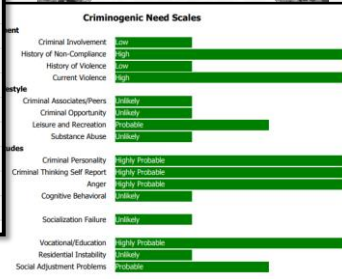 Criminogenic Need Scales
ent
Criminal Involvement Low
History of Non-Compliance High
History of Violence Low
Current Violence High
estyle
Criminal Associates/Peers Unlikely
Criminal Opportunity Unlikely
Leisure and Recreation Probable
Substance Abuse Unlikely
udes
Criminal Personality Highly Probable
Criminal Thinking Self Report Highly Probable
Anger Highly Probable
Cognitive Behavioral Unlikely
Socialization Failure Unlikely
Vocational/Education Highly Probable
Residential Instability Unlikely
Social Adjustment Problems Probable